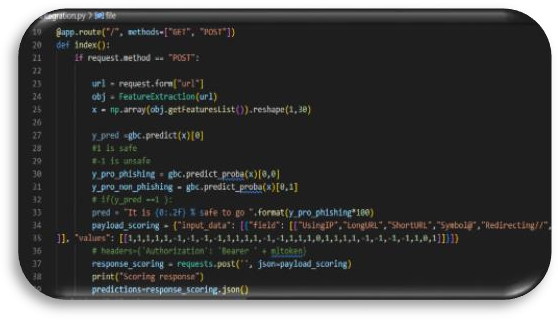 egration.py > file
19 @app.route("/", methods=["GET", "POST"])
20 def index():
21 if request.method == "POST":
22
23 url = request.form["url"]
24 obj = FeatureExtraction(url)
25 x = np.array(obj.getFeaturesList()).reshape(1,30)
26
27 y_pred =gbc.predict(x)[0]
28 #1 is safe
29 #-1 is unsafe
30 y_pro_phishing = gbc.predict_proba(x)[0,0]
31 y_pro_non_phishing = gbc.predict_proba(x)[0,1]
32 # if(y_pred ==1 ):
33 pred = "It is {0:.2f} % safe to go ".format(y_pro_phishing*100)
34 payload_scoring = {"input_data": [{"field": [["UsingIP","LongURL","ShortURL","Symbol@","Redirecting//",
35 ]], "values": [[1,1,1,1,1,-1,-1,-1,-1,1,1,1,1,-1,-1,1,1,1,0,1,1,1,1,-1,-1,-1,-1,0,1]]}]}
36 # headers={'Authorization': 'Bearer ' + mltoken}
37 response_scoring = requests.post('', json=payload_scoring)
38 print("Scoring response")
39 predictions=response_scoring.json()